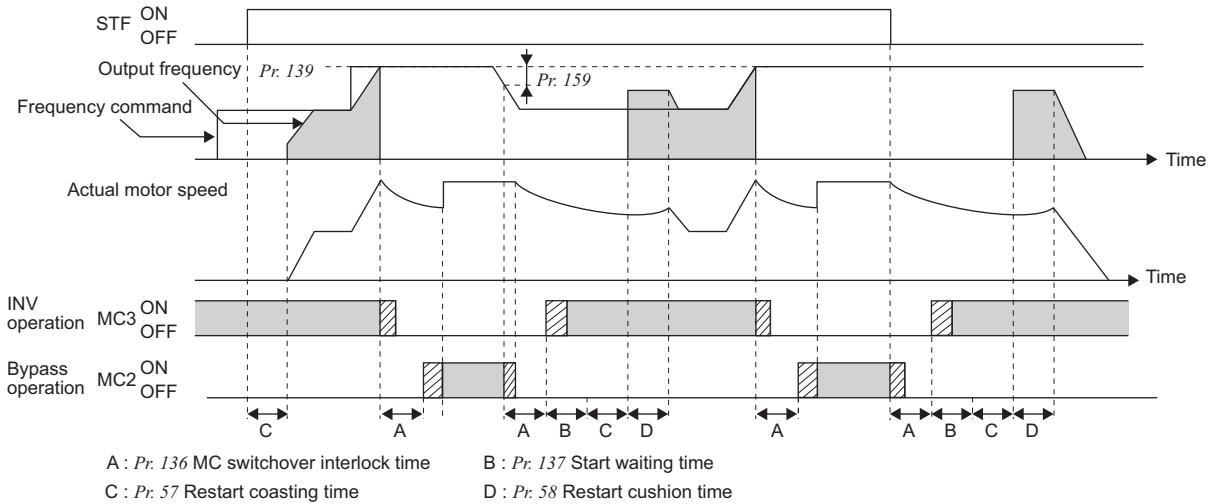 STF ON
OFF
Output frequency
Pr. 139
Pr. 159
Frequency command
Time
Actual motor speed
Time
INV operation MC3 ON
OFF
Bypass operation MC2 ON
OFF
C A A B C D A A B C D
A : Pr. 136 MC switchover interlock time B : Pr. 137 Start waiting time
C : Pr. 57 Restart coasting time D : Pr. 58 Restart cushion time